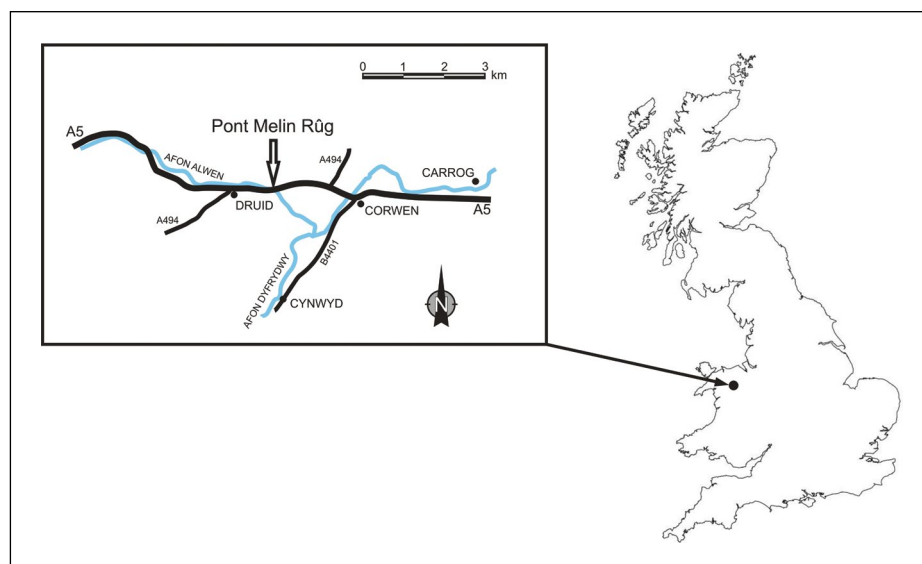 0 1 2 3
km
A5
Pont Melin Rûg
AFON ALWEN
A494
CARROG
DRUID
CORWEN
A5
A494
B4401
AFON DYFRYDWY
CYNWYD
N